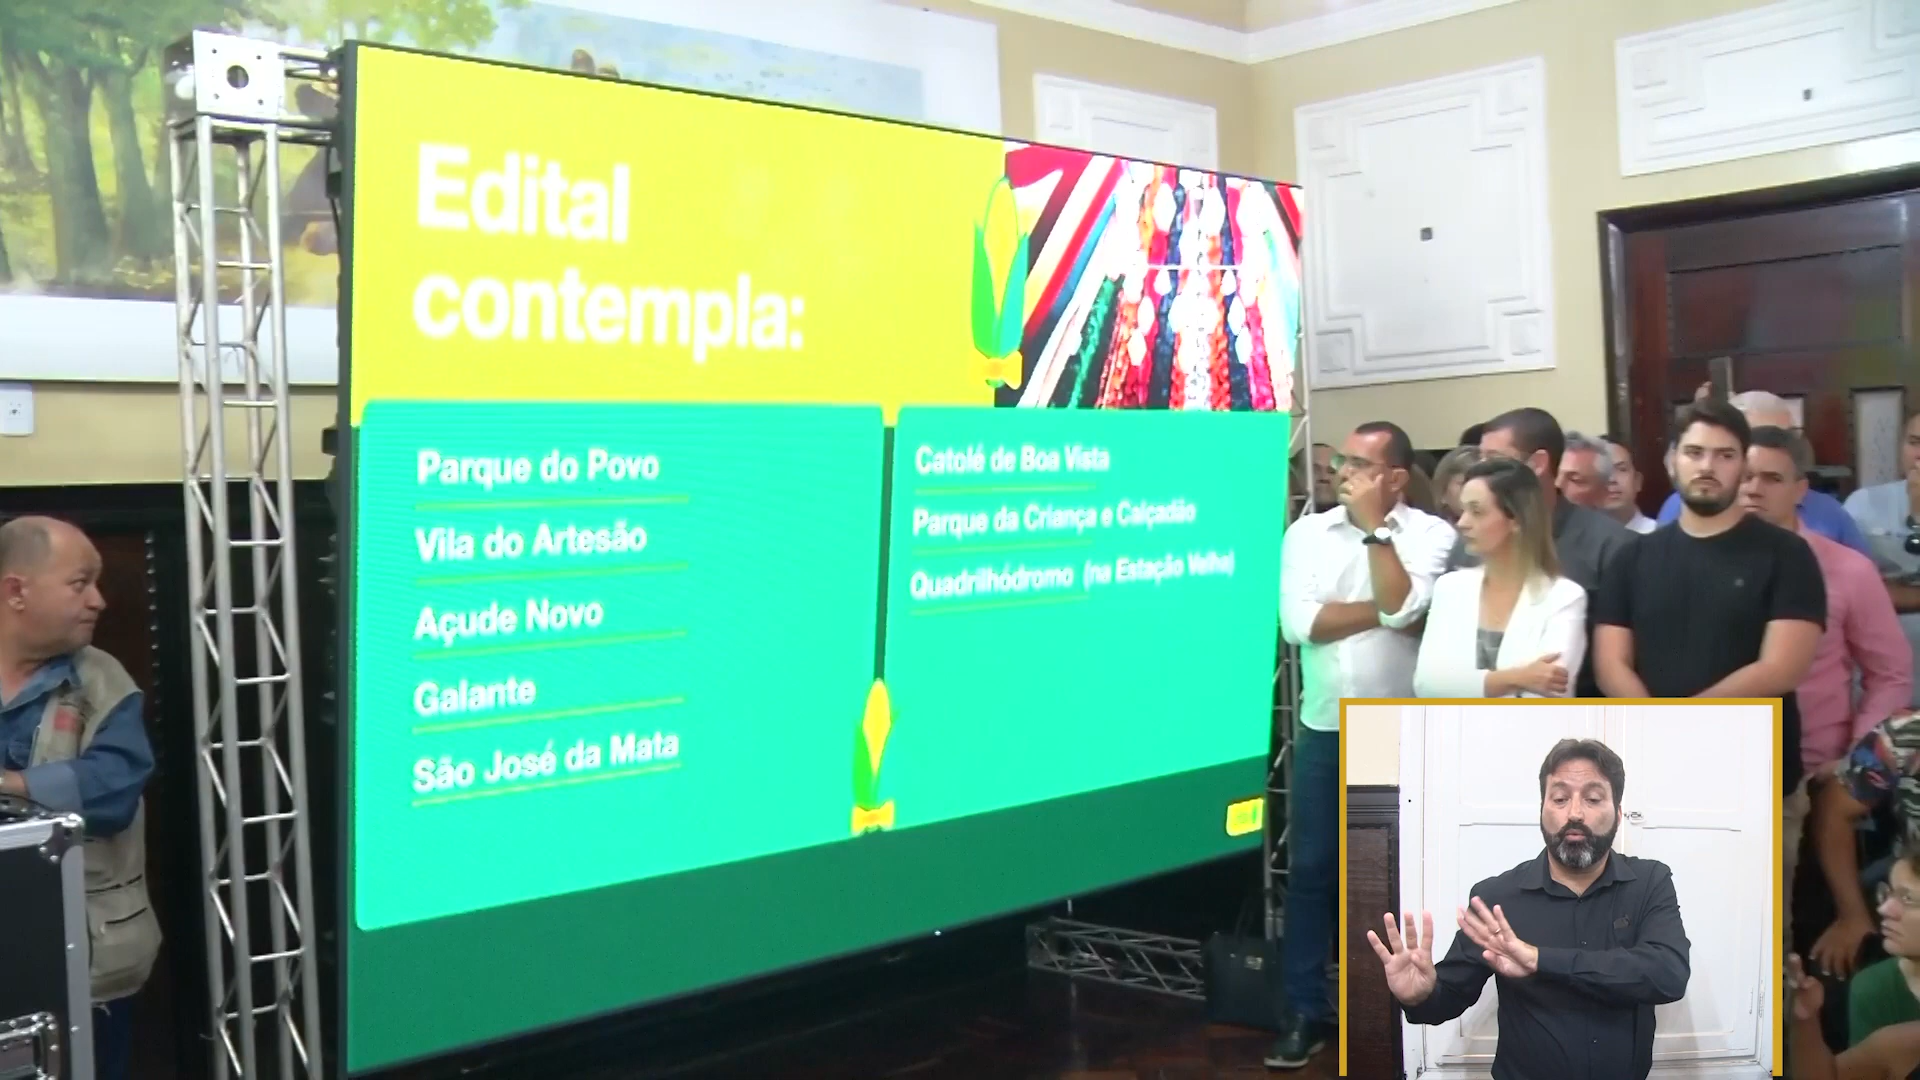 Edital
contempla:
Parque do Povo
Vila do Artesão
Açude Novo
Galante
São José da Mata
Catolé de Boa Vista
Parque da Criança e Calçadão
Quadrilhódromo (na Estação Velha)